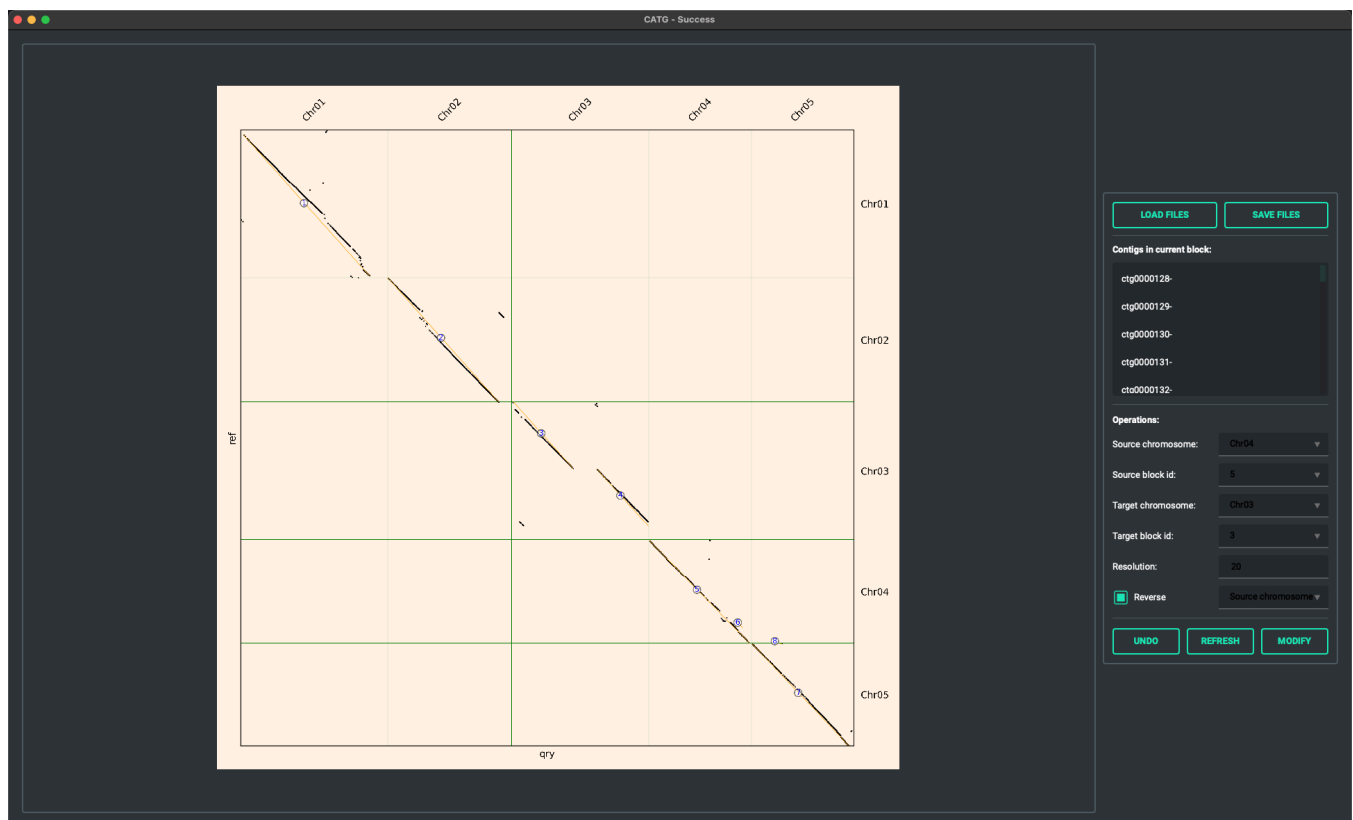 CATG - Success
Chr01 Chr02 Chr03 Chr04 Chr05
Chr01
Chr02
Chr03
Chr04
Chr05
ref
qry
1
2
3
4
5
6
8
7
LOAD FILES SAVE FILES
Contigs in current block:
ctg0000128-
ctg0000129-
ctg0000130-
ctg0000131-
ctg0000132-
Operations:
Source chromosome: Chr04
Source block id: 5
Target chromosome: Chr03
Target block id: 3
Resolution: 20
Reverse Source chromosome
UNDO REFRESH MODIFY